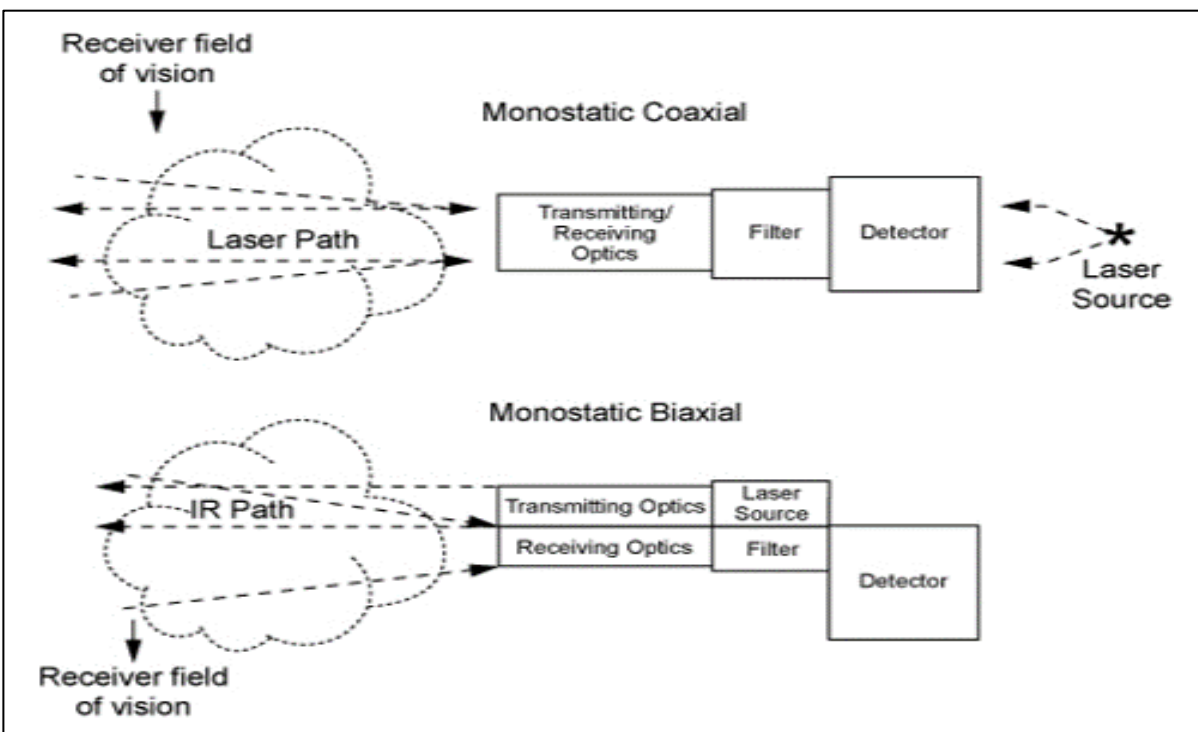 Receiver field
of vision
Monostatic Coaxial
Laser Path
Transmitting/
Receiving
Optics
Filter
Detector
Laser
Source
Monostatic Biaxial
IR Path
Transmitting Optics
Laser
Source
Receiving Optics
Filter
Detector
Receiver field
of vision